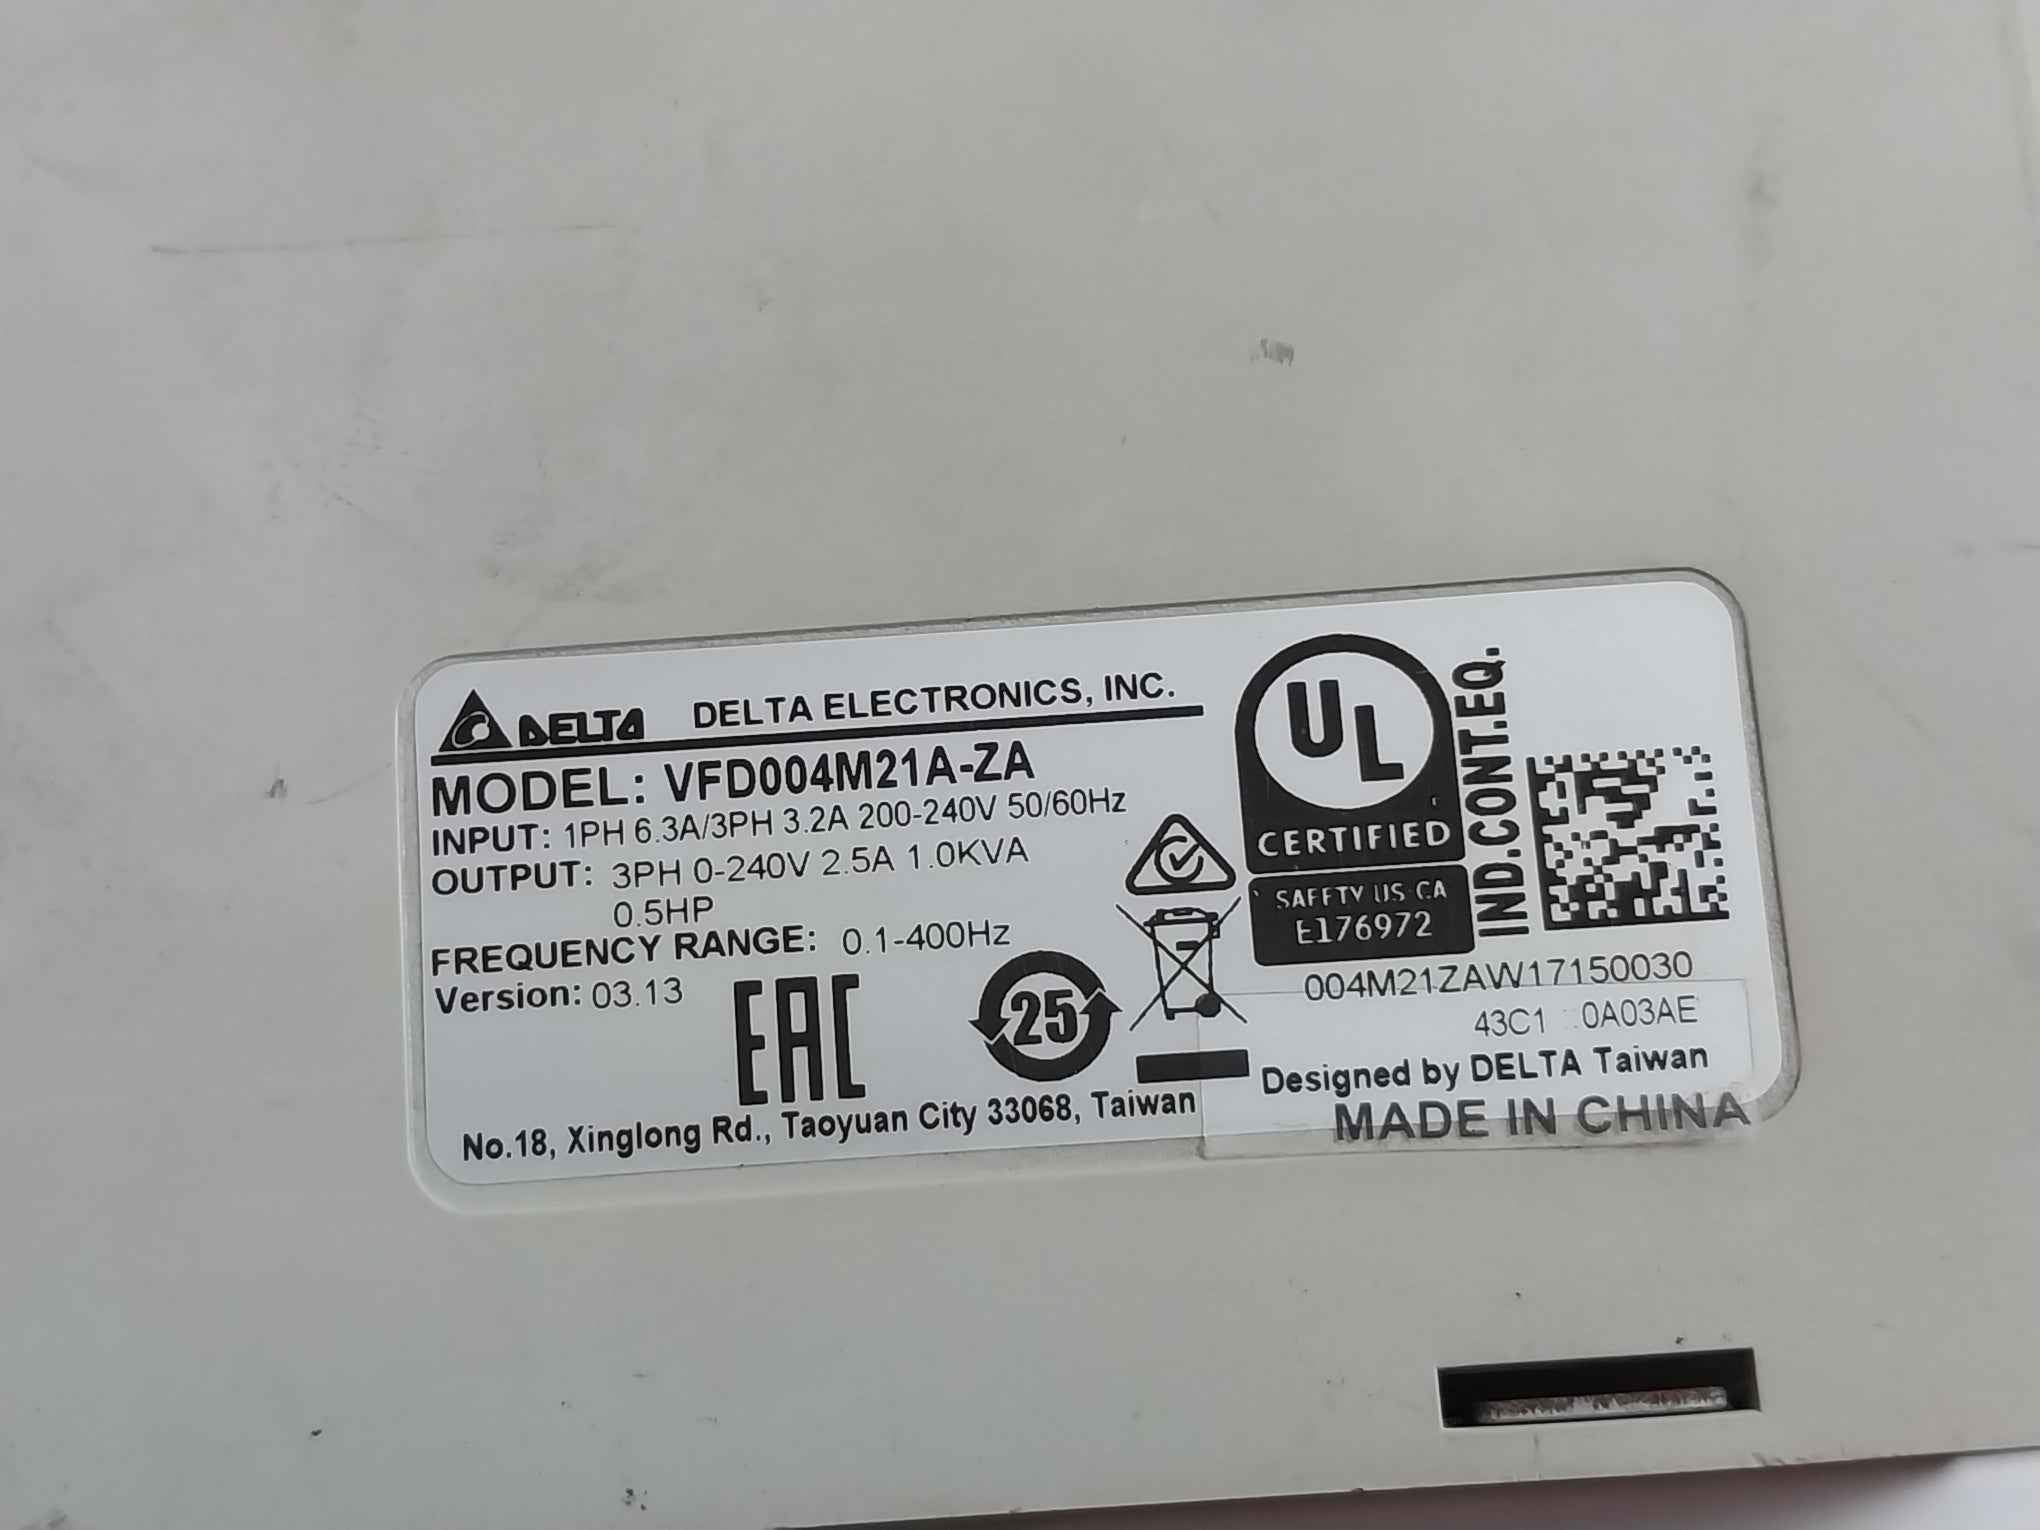 DELTA DELTA ELECTRONICS, INC.
MODEL: VFD004M21A-ZA
INPUT: 1PH 6.3A/3PH 3.2A 200-240V 50/60Hz
OUTPUT: 3PH 0-240V 2.5A 1.0KVA
0.5HP
FREQUENCY RANGE: 0.1-400Hz
Version: 03.13
EAC
25
No.18, Xinglong Rd., Taoyuan City 33068, Taiwan
UL
CERTIFIED
SAFETY US CA
E176972
IND.CONT.EQ.
004M21ZAW17150030
43C1 0A03AE
Designed by DELTA Taiwan
MADE IN CHINA